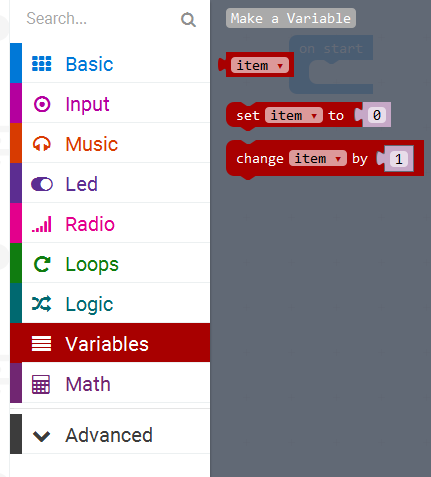 Search...
Basic
Input
Music
Led
Radio
Loops
Logic
Variables
Math
Advanced
Make a Variable
on start
item
set item to 0
change item by 1